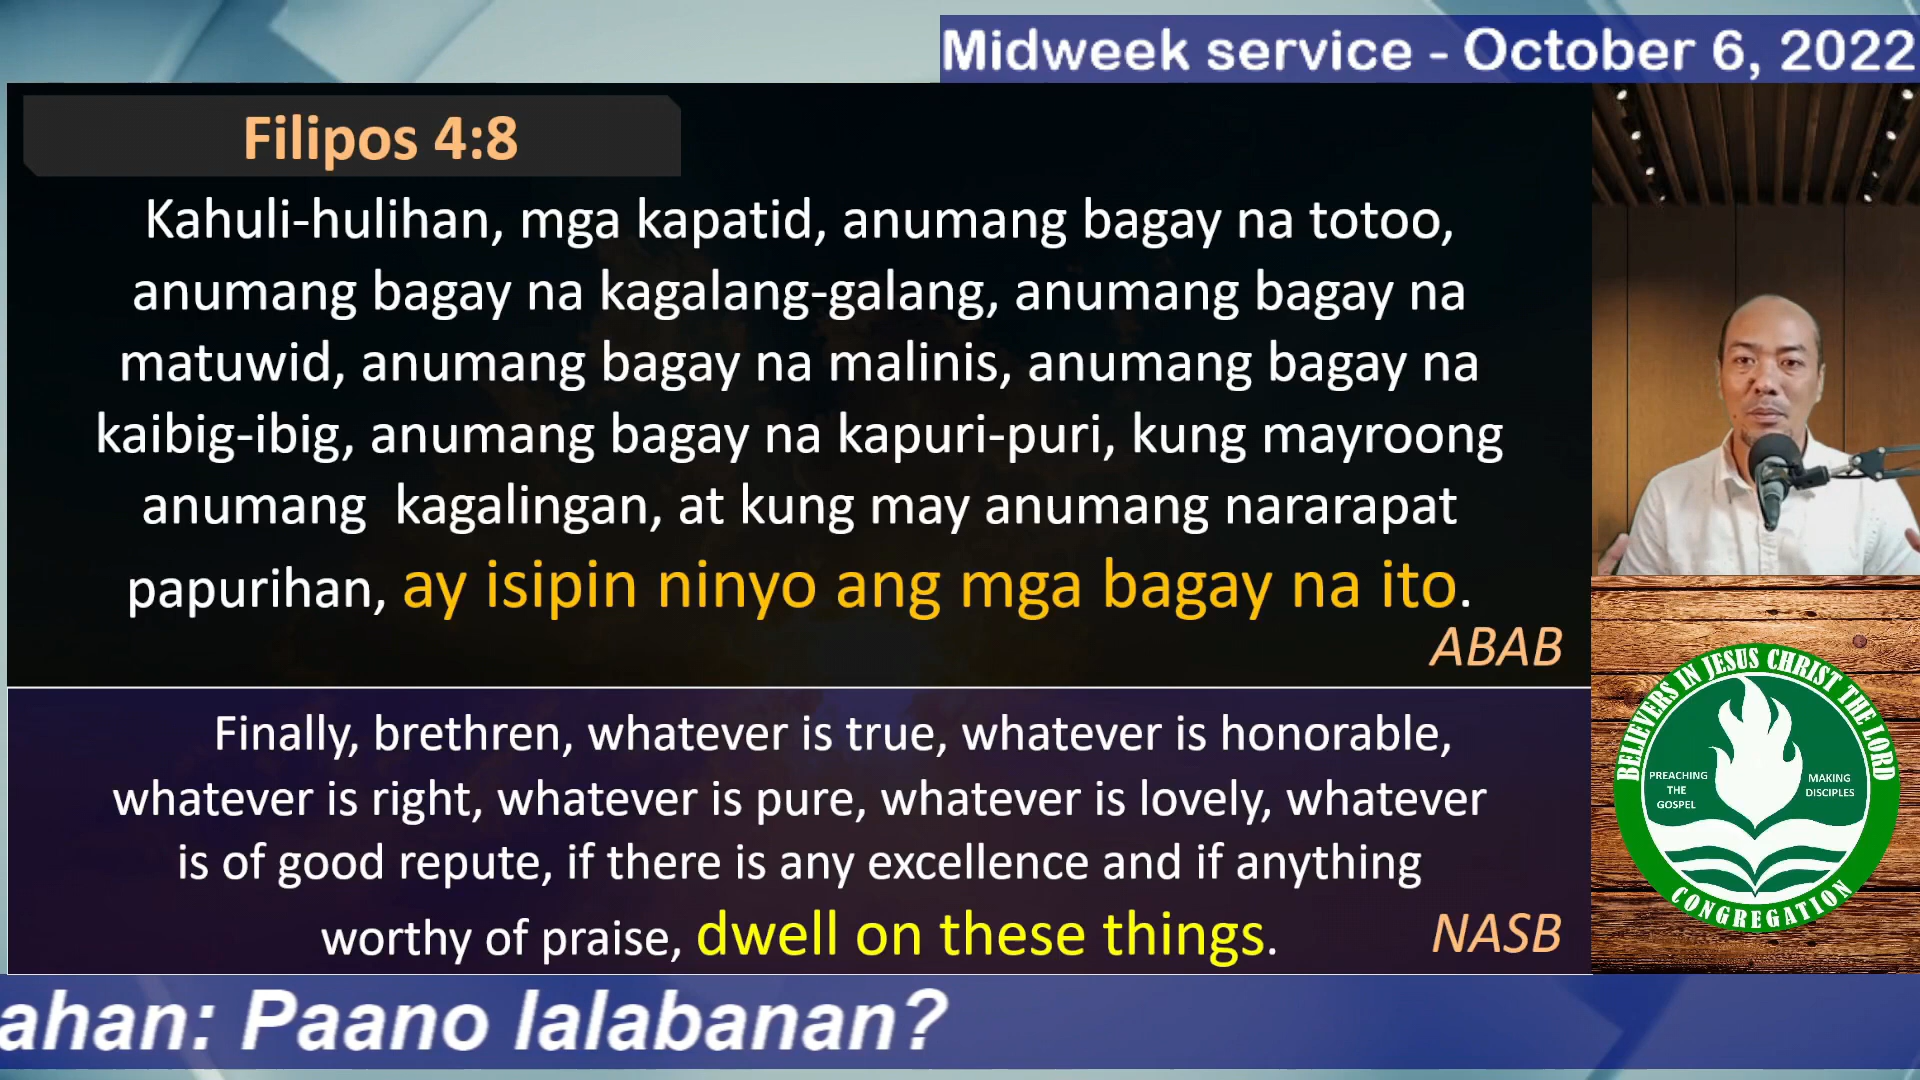 Midweek service - October 6, 2022
Filipos 4:8
Kahuli-hulihan, mga kapatid, anumang bagay na totoo,
anumang bagay na kagalang-galang, anumang bagay na
matuwid, anumang bagay na malinis, anumang bagay na
kaibig-ibig, anumang bagay na kapuri-puri, kung mayroong
anumang kagalingan, at kung may anumang nararapat
papurihan, ay isipin ninyo ang mga bagay na ito.
ABAB
Finally, brethren, whatever is true, whatever is honorable,
whatever is right, whatever is pure, whatever is lovely, whatever
is of good repute, if there is any excellence and if anything
worthy of praise, dwell on these things.
NASB
BELIEVERS IN JESUS CHRIST THE LORD
PREACHING
THE
GOSPEL
MAKING
DISCIPLES
CONGREGATION
ahan: Paano lalabanan?